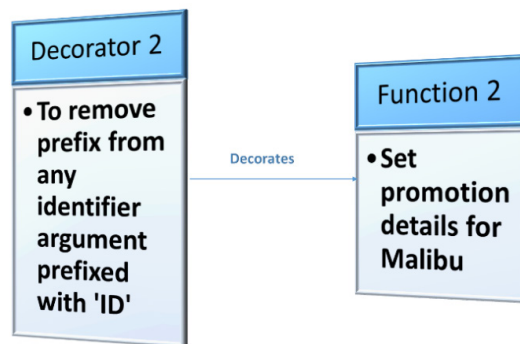 Decorator 2
• To remove
prefix from
any
identifier
argument
prefixed
with 'ID'
Decorates
Function 2
• Set
promotion
details for
Malibu